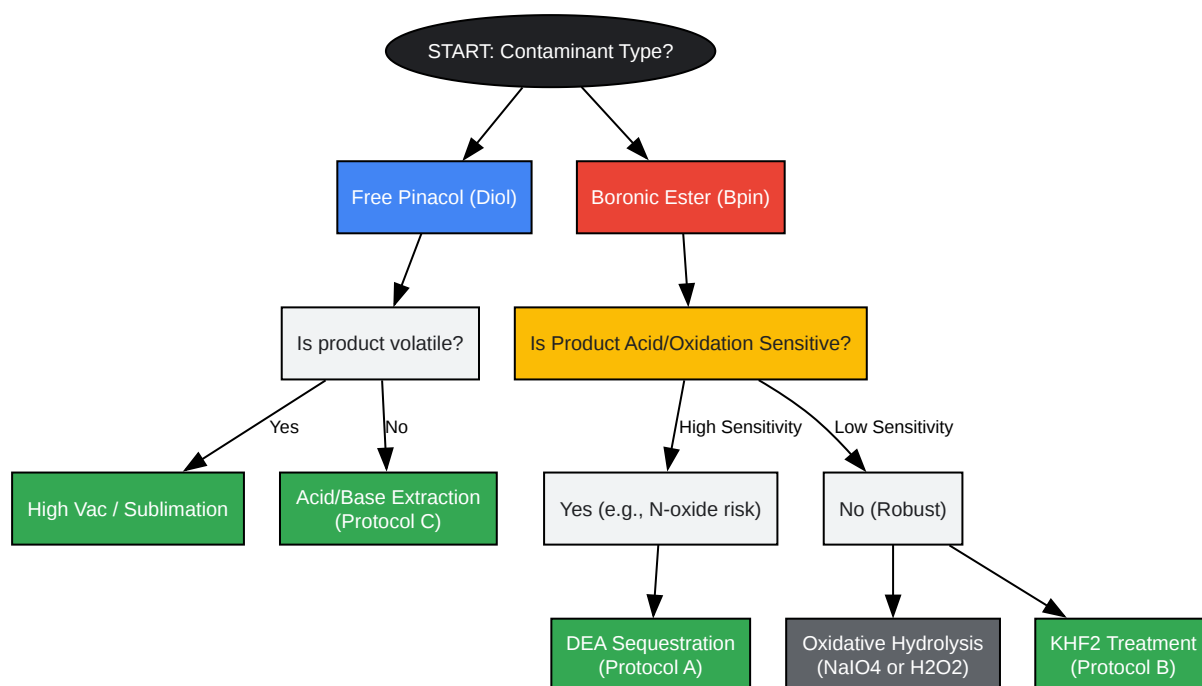 START: Contaminant Type?
Free Pinacol (Diol)
Boronic Ester (Bpin)
Is product volatile?
Is Product Acid/Oxidation Sensitive?
Yes
No
High Sensitivity
Low Sensitivity
High Vac / Sublimation
Acid/Base Extraction
(Protocol C)
Yes (e.g., N-oxide risk)
No (Robust)
DEA Sequestration
(Protocol A)
Oxidative Hydrolysis
(NaIO4 or H2O2)
KHF2 Treatment
(Protocol B)